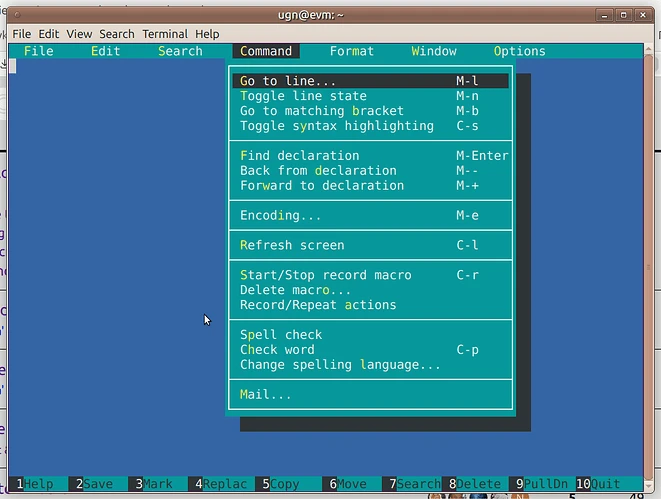 ugn@evm: ~
File Edit View Search Terminal Help
File Edit Search Command Format Window Options
Go to line... M-l
Toggle line state M-n
Go to matching bracket M-b
Toggle syntax highlighting C-s
Find declaration M-Enter
Back from declaration M--
Forward to declaration M-+
Encoding... M-e
Refresh screen C-l
Start/Stop record macro C-r
Delete macro...
Record/Repeat actions
Spell check
Check word C-p
Change spelling language...
Mail...
1Help 2Save 3Mark 4Replac 5Copy 6Move 7Search 8Delete 9PullDn 10Quit